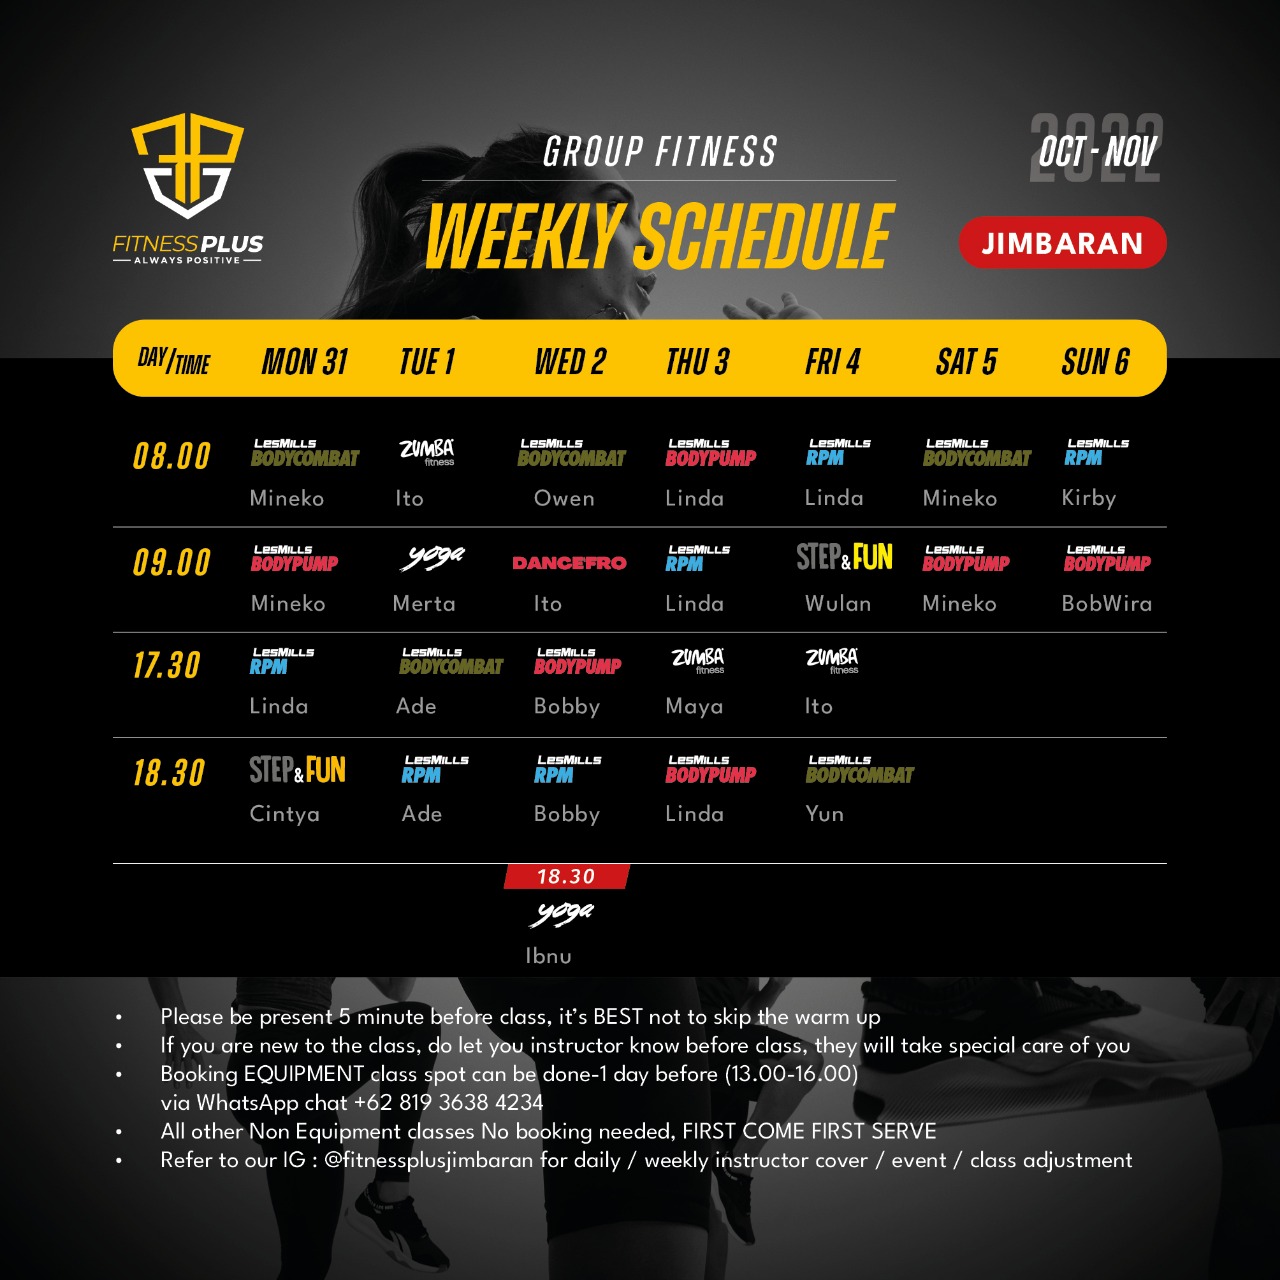 FITNESS PLUS
ALWAYS POSITIVE
GROUP FITNESS
WEEKLY SCHEDULE
2022
OCT - NOV
JIMBARAN
DAY/TIME MON 31 TUE 1 WED 2 THU 3 FRI 4 SAT 5 SUN 6
08.00 LESMILLS BODYCOMBAT ZUMBA fitness LESMILLS BODYCOMBAT LESMILLS BODYPUMP LESMILLS RPM LESMILLS BODYCOMBAT LESMILLS RPM
Mineko Ito Owen Linda Linda Mineko Kirby
09.00 LESMILLS BODYPUMP yoga DANCEFRO LESMILLS RPM STEP & FUN LESMILLS BODYPUMP LESMILLS BODYPUMP
Mineko Merta Ito Linda Wulan Mineko BobWira
17.30 LESMILLS RPM LESMILLS BODYCOMBAT LESMILLS BODYPUMP ZUMBA fitness ZUMBA fitness
Linda Ade Bobby Maya Ito
18.30 STEP & FUN LESMILLS RPM LESMILLS RPM LESMILLS BODYPUMP LESMILLS BODYCOMBAT
Cintya Ade Bobby Linda Yun
18.30
yoga
Ibnu
• Please be present 5 minute before class, it's BEST not to skip the warm up
• If you are new to the class, do let you instructor know before class, they will take special care of you
• Booking EQUIPMENT class spot can be done-1 day before (13.00-16.00)
via WhatsApp chat +62 819 3638 4234
• All other Non Equipment classes No booking needed, FIRST COME FIRST SERVE
• Refer to our IG : @fitnessplusjimbaran for daily / weekly instructor cover / event / class adjustment